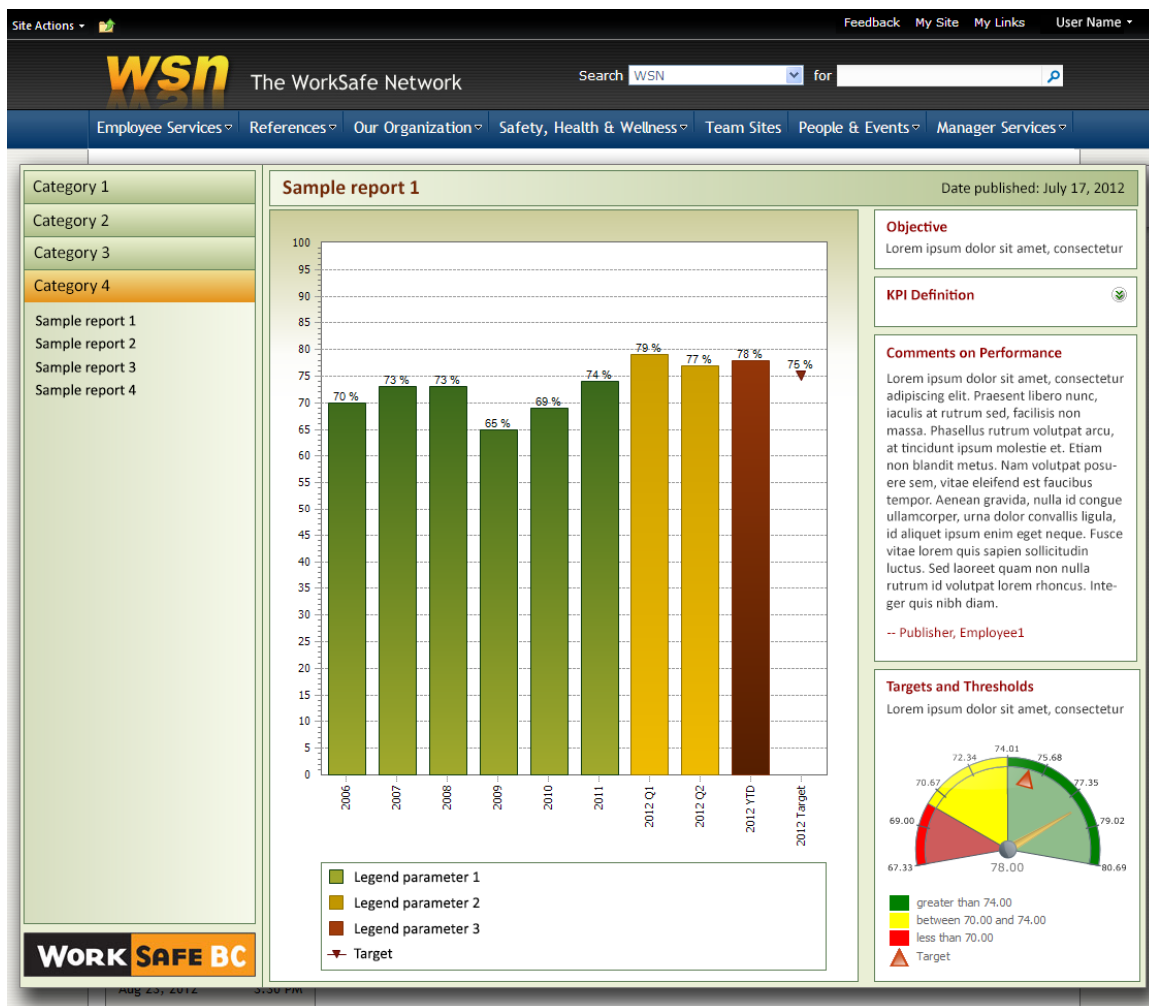 Site Actions
Feedback My Site My Links User Name
wsn The WorkSafe Network
Search WSN for
Employee Services References Our Organization Safety, Health & Wellness Team Sites People & Events Manager Services
Category 1
Category 2
Category 3
Category 4
Sample report 1
Sample report 2
Sample report 3
Sample report 4
WORK SAFE BC
Sample report 1
Date published: July 17, 2012
100
95
90
85
80
75
70
65
60
55
50
45
40
35
30
25
20
15
10
5
0
70 %
73 %
73 %
65 %
69 %
74 %
79 %
77 %
78 %
75 %
2006
2007
2008
2009
2010
2011
2012 Q1
2012 Q2
2012 YTD
2012 Target
Legend parameter 1
Legend parameter 2
Legend parameter 3
Target
Objective
Lorem ipsum dolor sit amet, consectetur
KPI Definition
Comments on Performance
Lorem ipsum dolor sit amet, consectetur
adipiscing elit. Praesent libero nunc,
iaculis at rutrum sed, facilisis non
massa. Phasellus rutrum volutpat arcu,
at tincidunt ipsum molestie et. Etiam
non blandit metus. Nam volutpat posu-
ere sem, vitae eleifend est faucibus
tempor. Aenean gravida, nulla id congue
ullamcorper, urna dolor convallis ligula,
id aliquet ipsum enim eget neque. Fusce
vitae lorem quis sapien sollicitudin
luctus. Sed laoreet quam non nulla
rutrum id volutpat lorem rhoncus. Inte-
ger quis nibh diam.
-- Publisher, Employee1
Targets and Thresholds
Lorem ipsum dolor sit amet, consectetur
67.33
69.00
70.67
72.34
74.01
75.68
77.35
79.02
80.69
78.00
greater than 74.00
between 70.00 and 74.00
less than 70.00
Target
Aug 23, 2012 3:30 PM